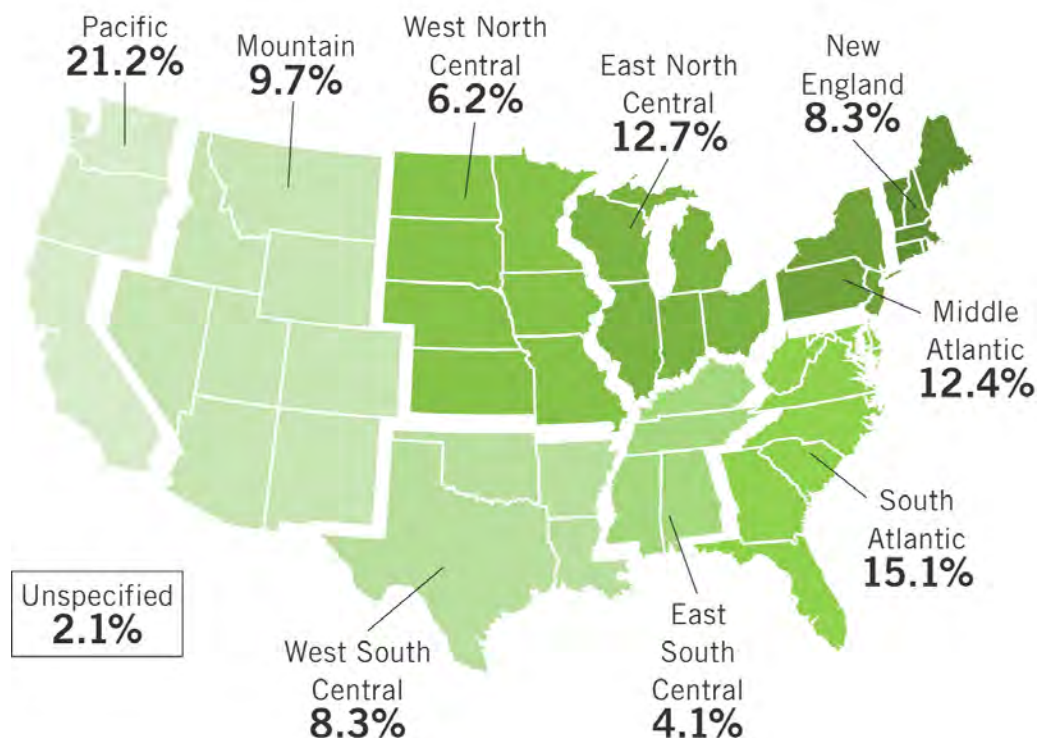 Pacific
21.2%
Mountain
9.7%
West North
Central
6.2%
East North
Central
12.7%
New
England
8.3%
Middle
Atlantic
12.4%
South
Atlantic
15.1%
East
South
Central
4.1%
West South
Central
8.3%
Unspecified
2.1%